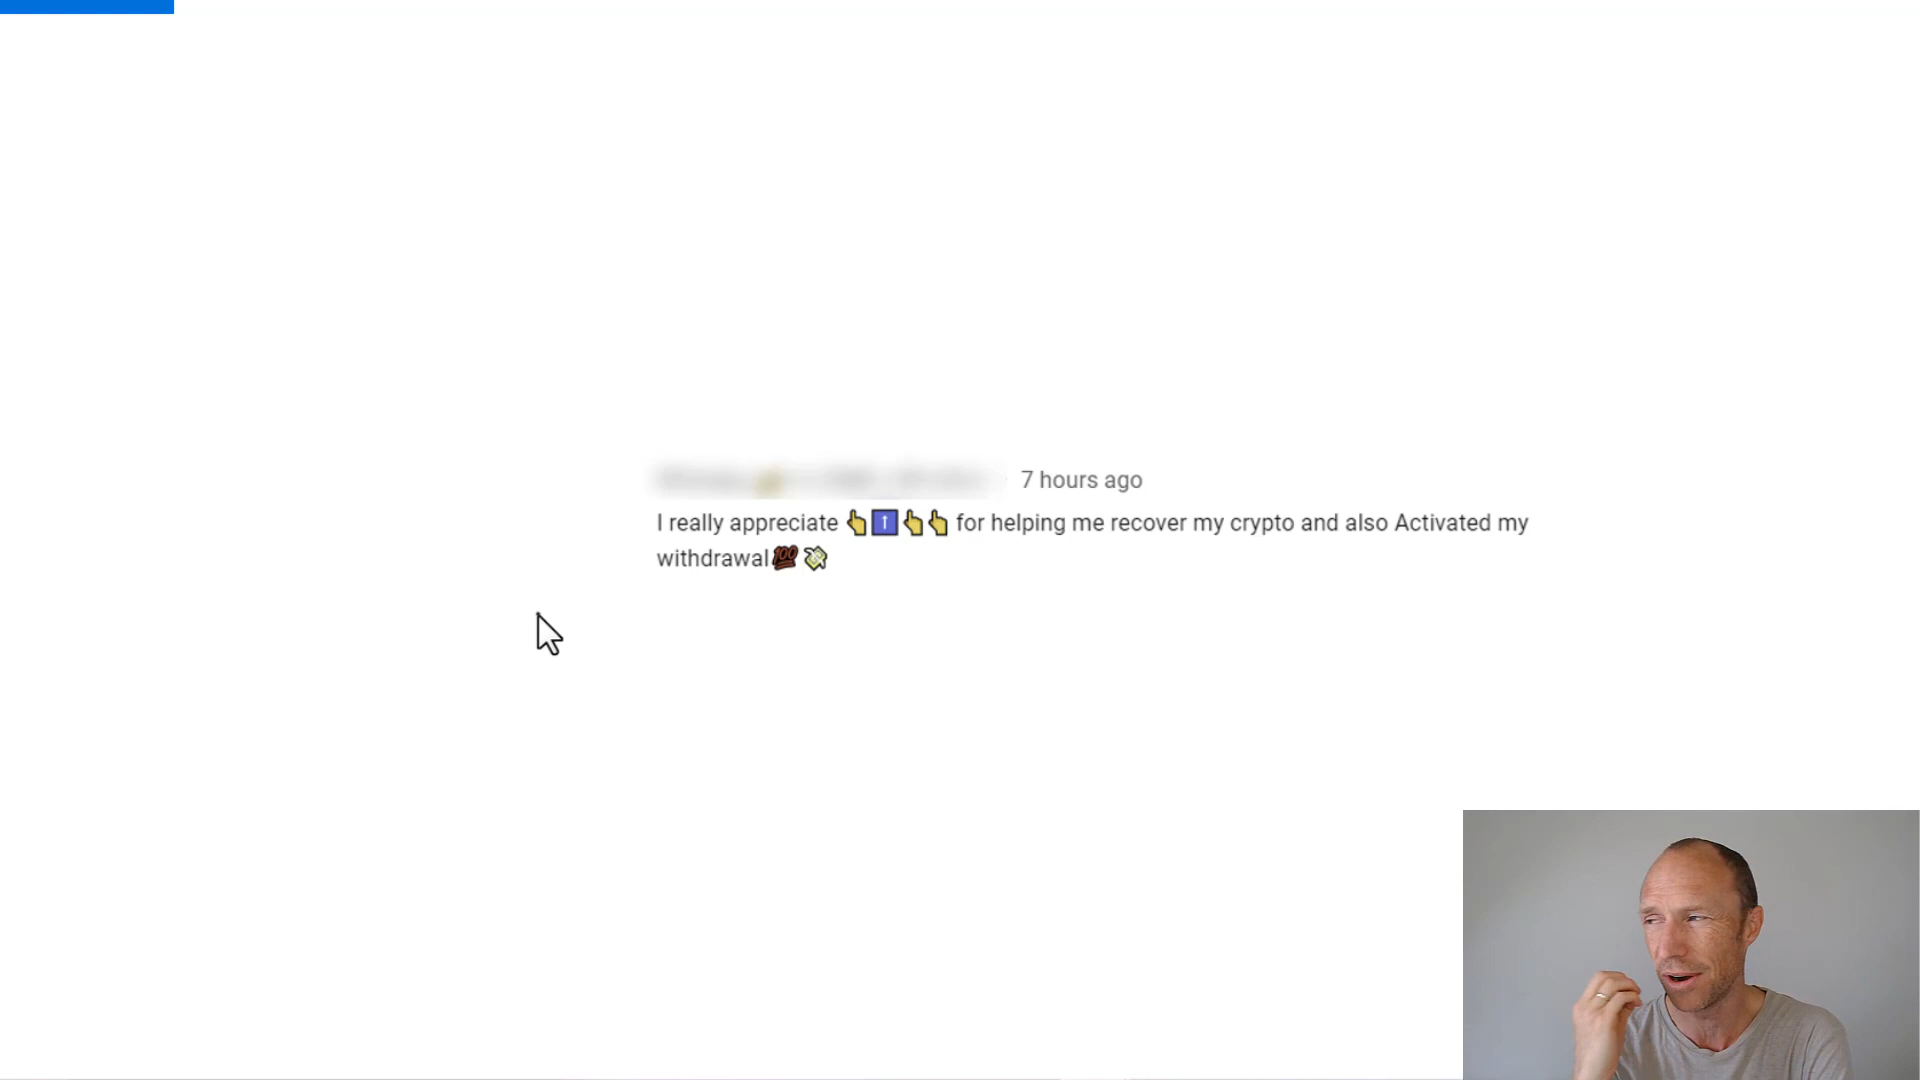 7 hours ago
I really appreciate 👆⬆️👆👆 for helping me recover my crypto and also Activated my
withdrawal💯💸